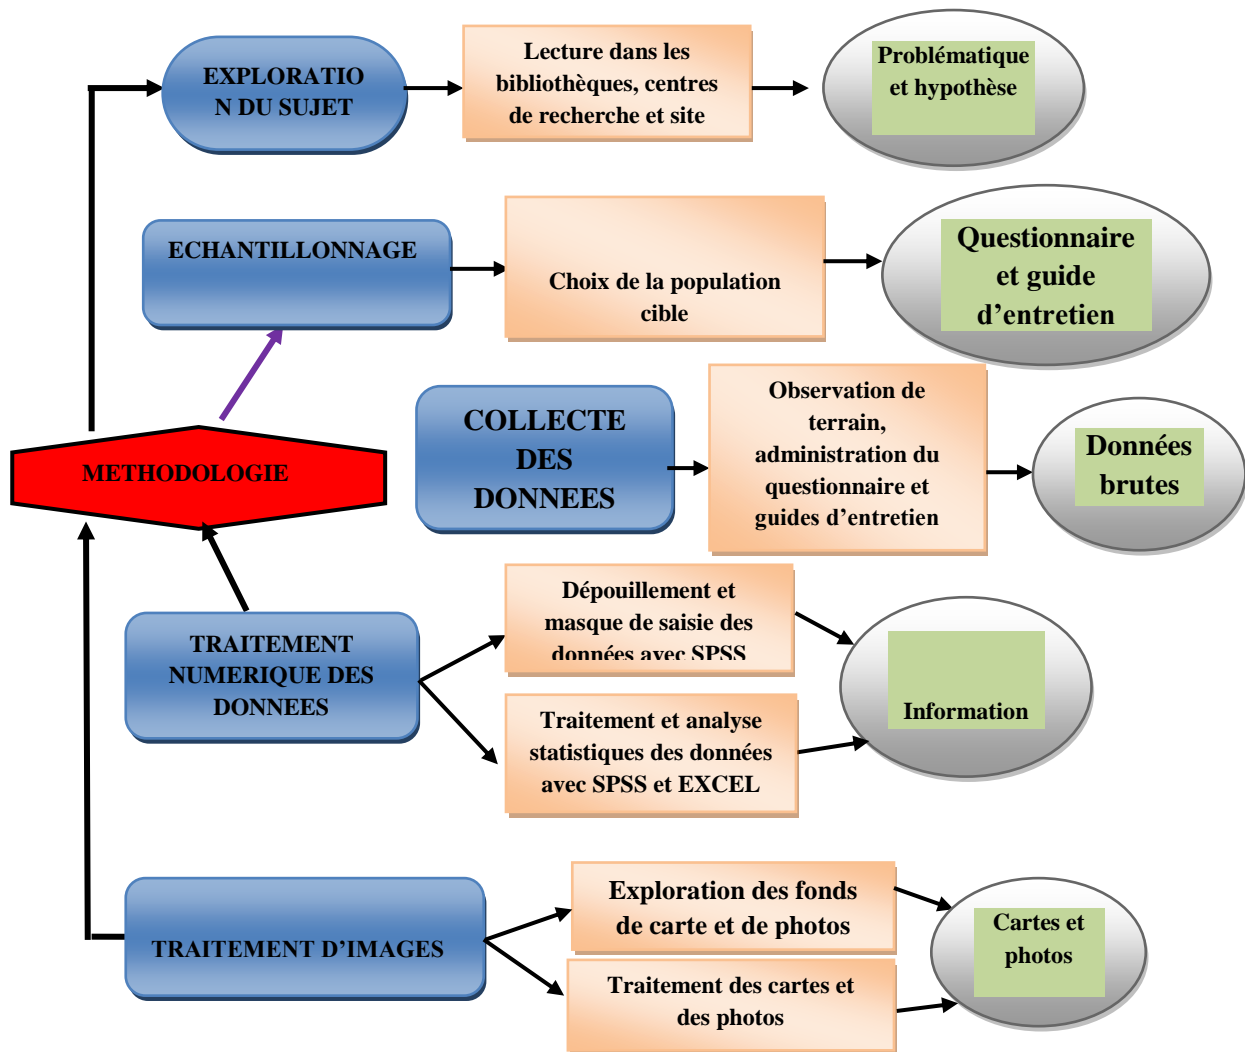 EXPLORATIO
N DU SUJET
Lecture dans les
bibliothèques, centres
de recherche et site
Problématique
et hypothèse
ECHANTILLONNAGE
Choix de la population
cible
Questionnaire
et guide
d’entretien
METHODOLOGIE
COLLECTE
DES
DONNEES
Observation de
terrain,
administration du
questionnaire et
guides d’entretien
Données
brutes
TRAITEMENT
NUMERIQUE DES
DONNEES
Dépouillement et
masque de saisie des
données avec SPSS
Traitement et analyse
statistiques des données
avec SPSS et EXCEL
Information
TRAITEMENT D’IMAGES
Exploration des fonds
de carte et de photos
Traitement des cartes et
des photos
Cartes et
photos